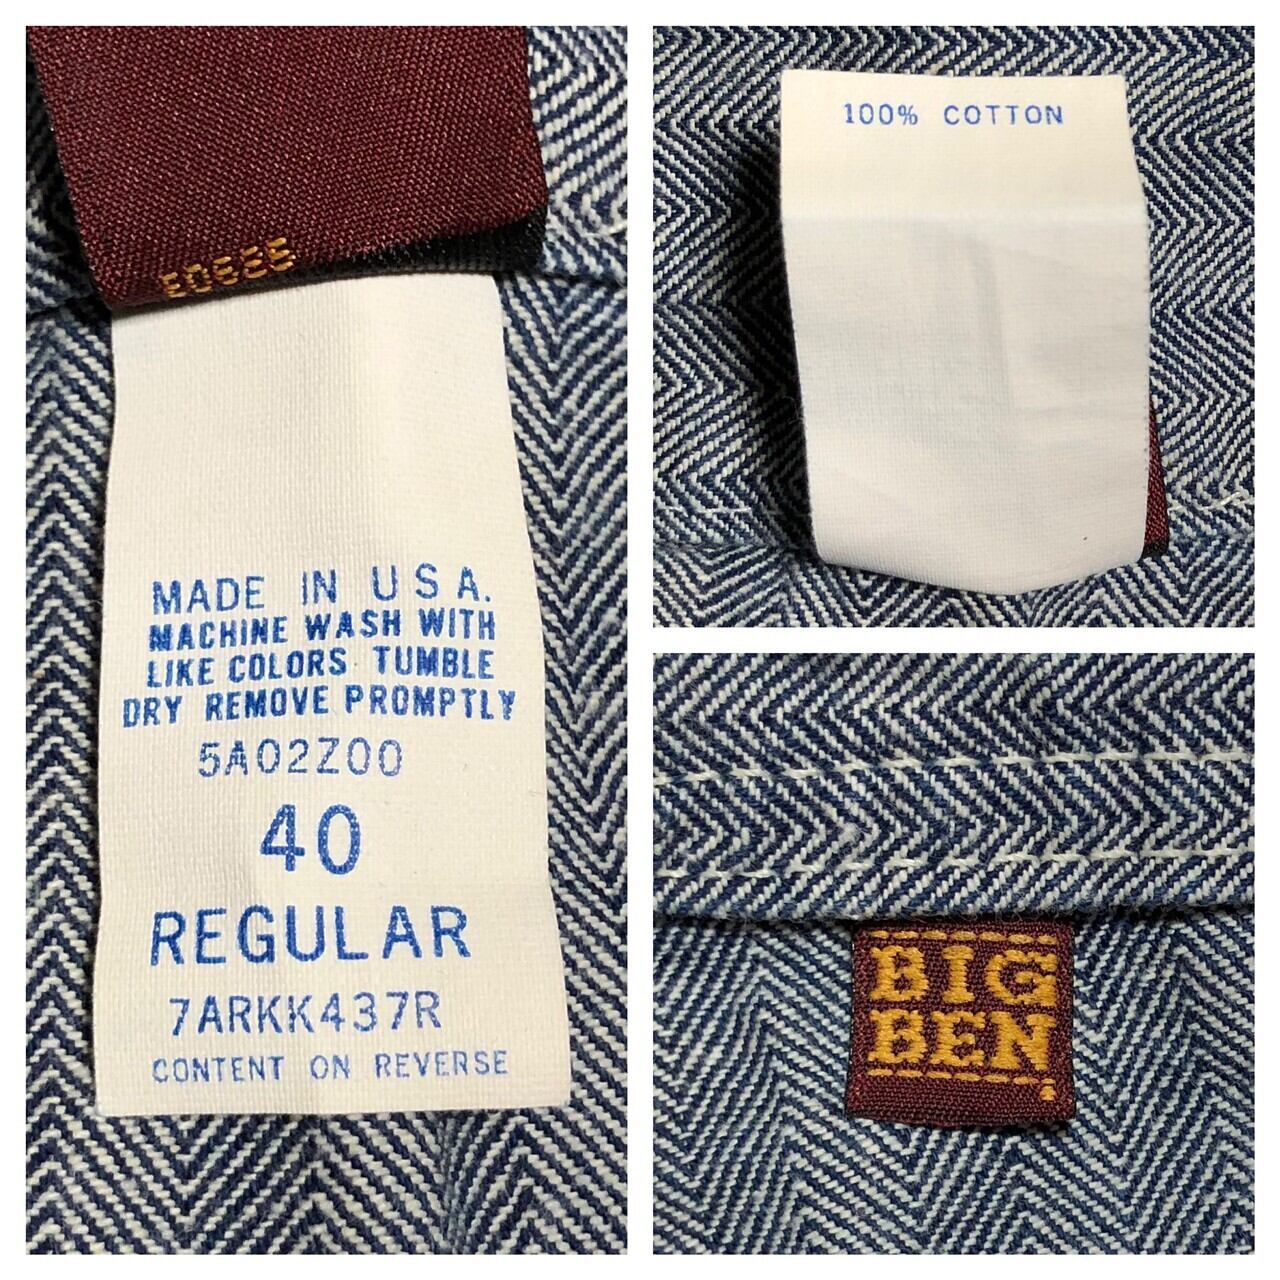 MADE IN U S A.
MACHINE WASH WITH
LIKE COLORS TUMBLE
DRY REMOVE PROMPTLY
5A02Z00
40
REGULAR
7ARKK437R
CONTENT ON REVERSE
100% COTTON
BIG
BEN